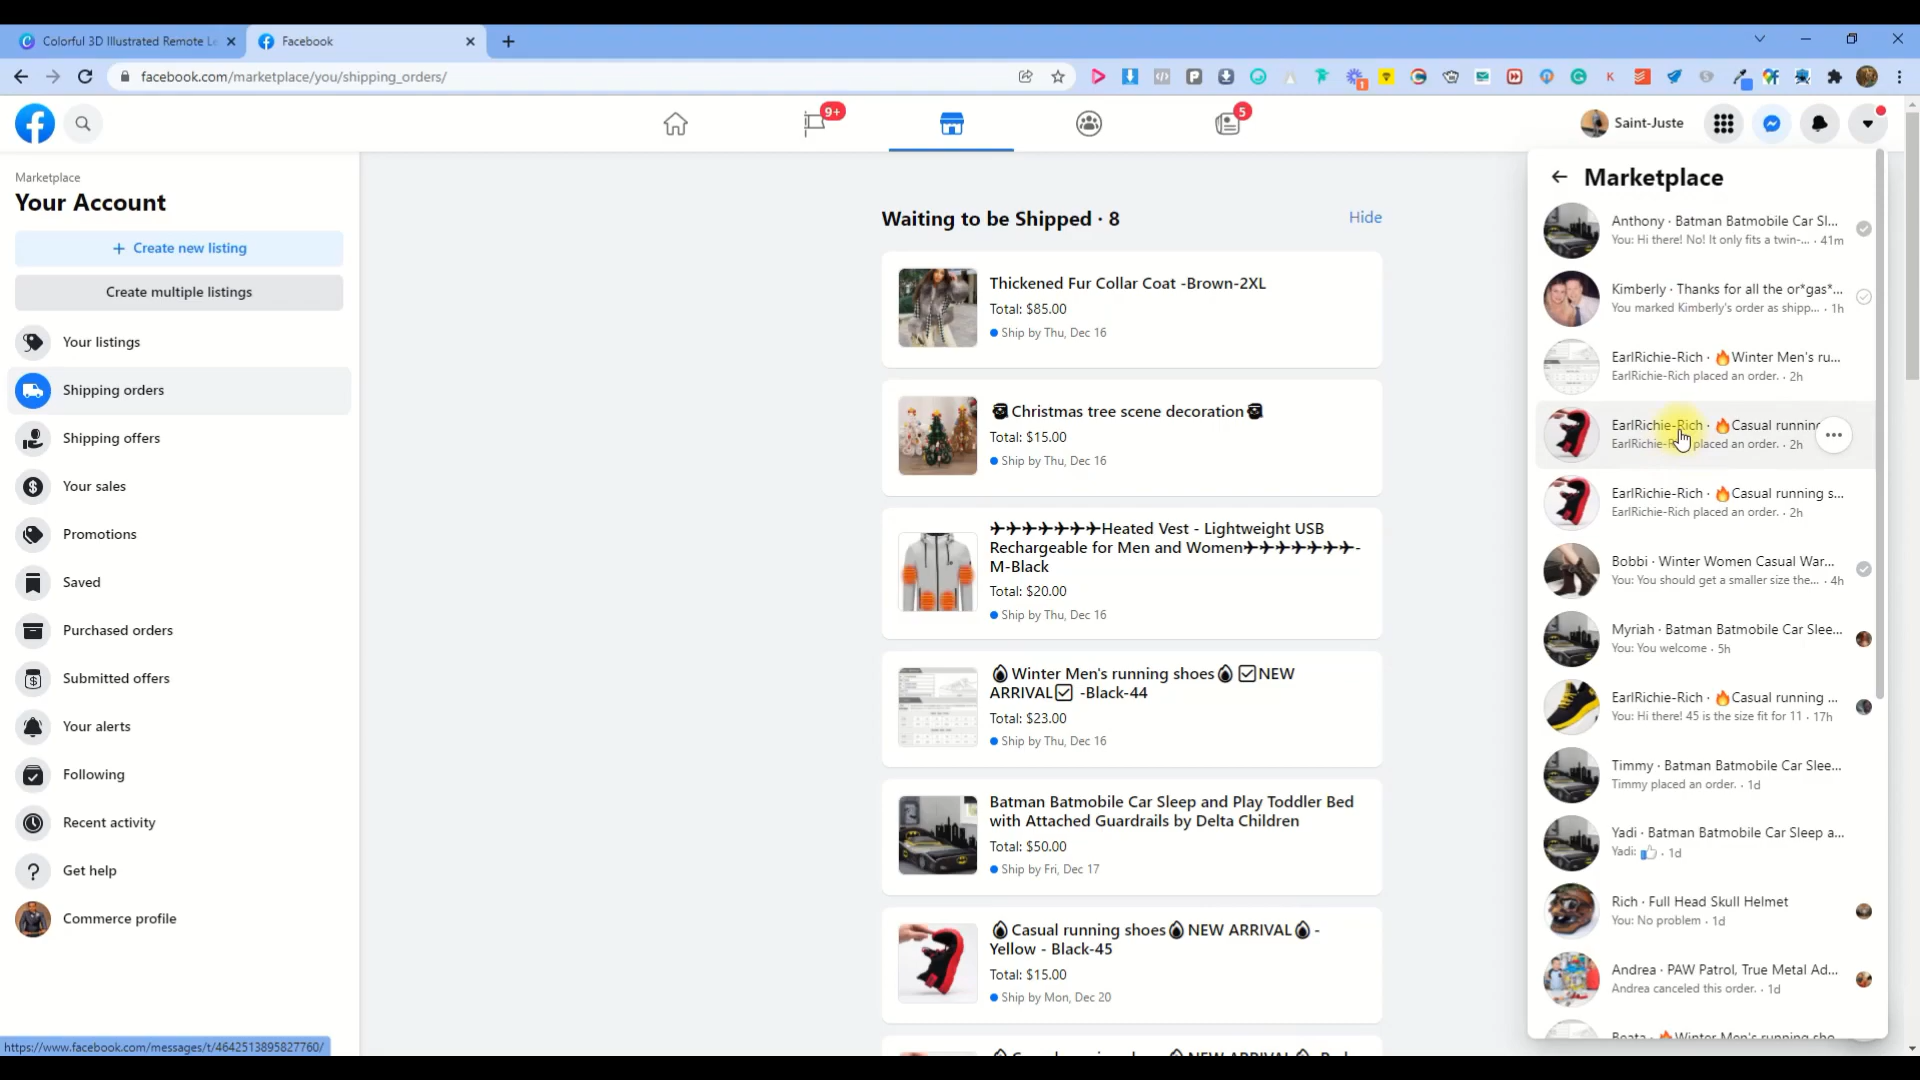 Colorful 3D Illustrated Remote Le
Facebook
facebook.com/marketplace/you/shipping_orders/
9+
5
Saint-Juste
Marketplace
Your Account
+ Create new listing
Create multiple listings
Your listings
Shipping orders
Shipping offers
Your sales
Promotions
Saved
Purchased orders
Submitted offers
Your alerts
Following
Recent activity
Get help
Commerce profile
https://www.facebook.com/messages/t/4642513895827760/
Waiting to be Shipped · 8
Hide
Thickened Fur Collar Coat -Brown-2XL
Total: $85.00
Ship by Thu, Dec 16
Christmas tree scene decoration
Total: $15.00
Ship by Thu, Dec 16
✈✈✈✈✈✈✈Heated Vest - Lightweight USB
Rechargeable for Men and Women✈✈✈✈✈✈✈-
M-Black
Total: $20.00
Ship by Thu, Dec 16
Winter Men's running shoes ☑NEW
ARRIVAL☑ -Black-44
Total: $23.00
Ship by Thu, Dec 16
Batman Batmobile Car Sleep and Play Toddler Bed
with Attached Guardrails by Delta Children
Total: $50.00
Ship by Fri, Dec 17
Casual running shoes NEW ARRIVAL -
Yellow - Black-45
Total: $15.00
Ship by Mon, Dec 20
Marketplace
Anthony · Batman Batmobile Car Sl...
You: Hi there! No! It only fits a twin-... · 41m
Kimberly · Thanks for all the or*gas*...
You marked Kimberly's order as shipp... · 1h
EarlRichie-Rich · 🔥Winter Men's ru...
EarlRichie-Rich placed an order. · 2h
EarlRichie-Rich · 🔥Casual running
EarlRichie-R placed an order. · 2h
EarlRichie-Rich · 🔥Casual running s...
EarlRichie-Rich placed an order. · 2h
Bobbi · Winter Women Casual War...
You: You should get a smaller size the... · 4h
Myriah · Batman Batmobile Car Slee...
You: You welcome · 5h
EarlRichie-Rich · 🔥Casual running ...
You: Hi there! 45 is the size fit for 11 · 17h
Timmy · Batman Batmobile Car Slee...
Timmy placed an order. · 1d
Yadi · Batman Batmobile Car Sleep a...
Yadi: 👍 · 1d
Rich · Full Head Skull Helmet
You: No problem · 1d
Andrea · PAW Patrol, True Metal Ad...
Andrea canceled this order. · 1d
Beata · 🔥Winter Men's running sho...